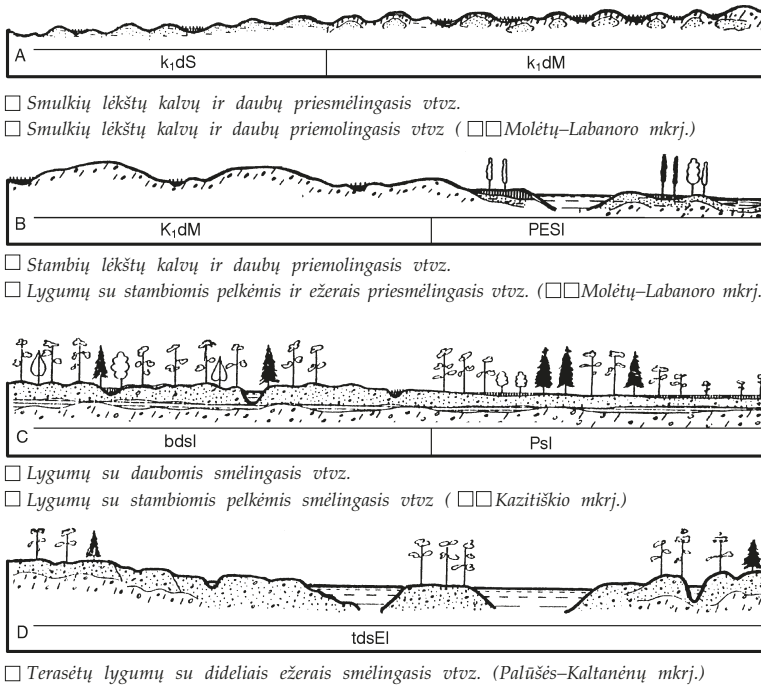 A
k₁dS k₁dM
□ Smulkių lėkštų kalvų ir daubų priesmėlingasis vtvz.
□ Smulkių lėkštų kalvų ir daubų priemolingasis vtvz ( □□Molėtų–Labanoro mkrj.)
B
K₁dM PESl
□ Stambių lėkštų kalvų ir daubų priemolingasis vtvz.
□ Lygumų su stambiomis pelkėmis ir ežerais priesmėlingasis vtvz. (□□Molėtų–Labanoro mkrj.
C
bdsl Psl
□ Lygumų su daubomis smėlingasis vtvz.
□ Lygumų su stambiomis pelkėmis smėlingasis vtvz ( □□Kazitiškio mkrj.)
D
tdsEl
□ Terasėtų lygumų su dideliais ežerais smėlingasis vtvz. (Palūšės–Kaltanėnų mkrj.)